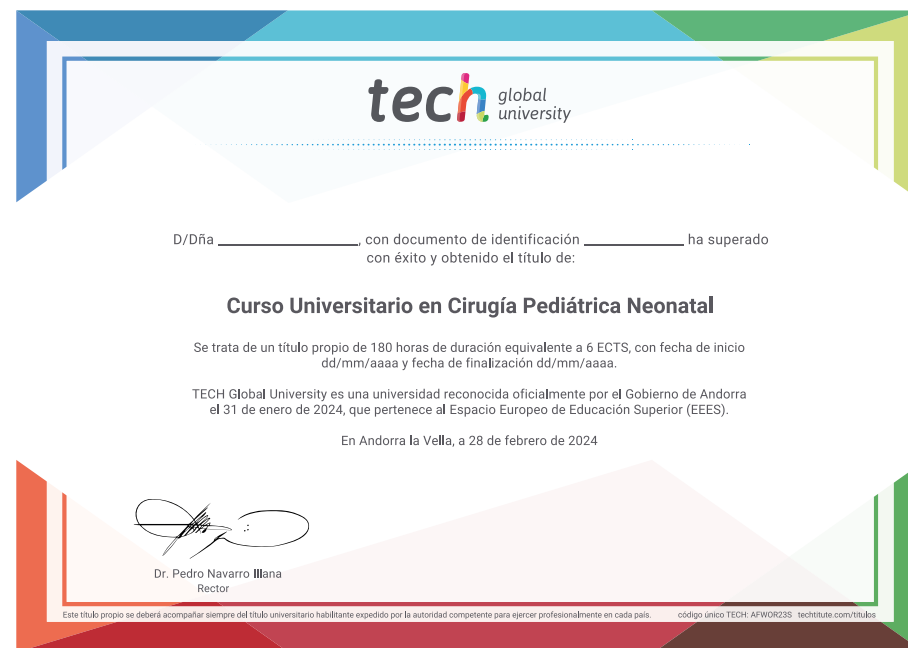 tech global university
D/Dña ____________________, con documento de identificación ______________ ha superado
con éxito y obtenido el título de:
Curso Universitario en Cirugía Pediátrica Neonatal
Se trata de un título propio de 180 horas de duración equivalente a 6 ECTS, con fecha de inicio
dd/mm/aaaa y fecha de finalización dd/mm/aaaa.
TECH Global University es una universidad reconocida oficialmente por el Gobierno de Andorra
el 31 de enero de 2024, que pertenece al Espacio Europeo de Educación Superior (EEES).
En Andorra la Vella, a 28 de febrero de 2024
Dr. Pedro Navarro Illana
Rector
Este título propio se deberá acompañar siempre del título universitario habilitante expedido por la autoridad competente para ejercer profesionalmente en cada país. código único TECH: AFWOR23S techtitute.com/titulos